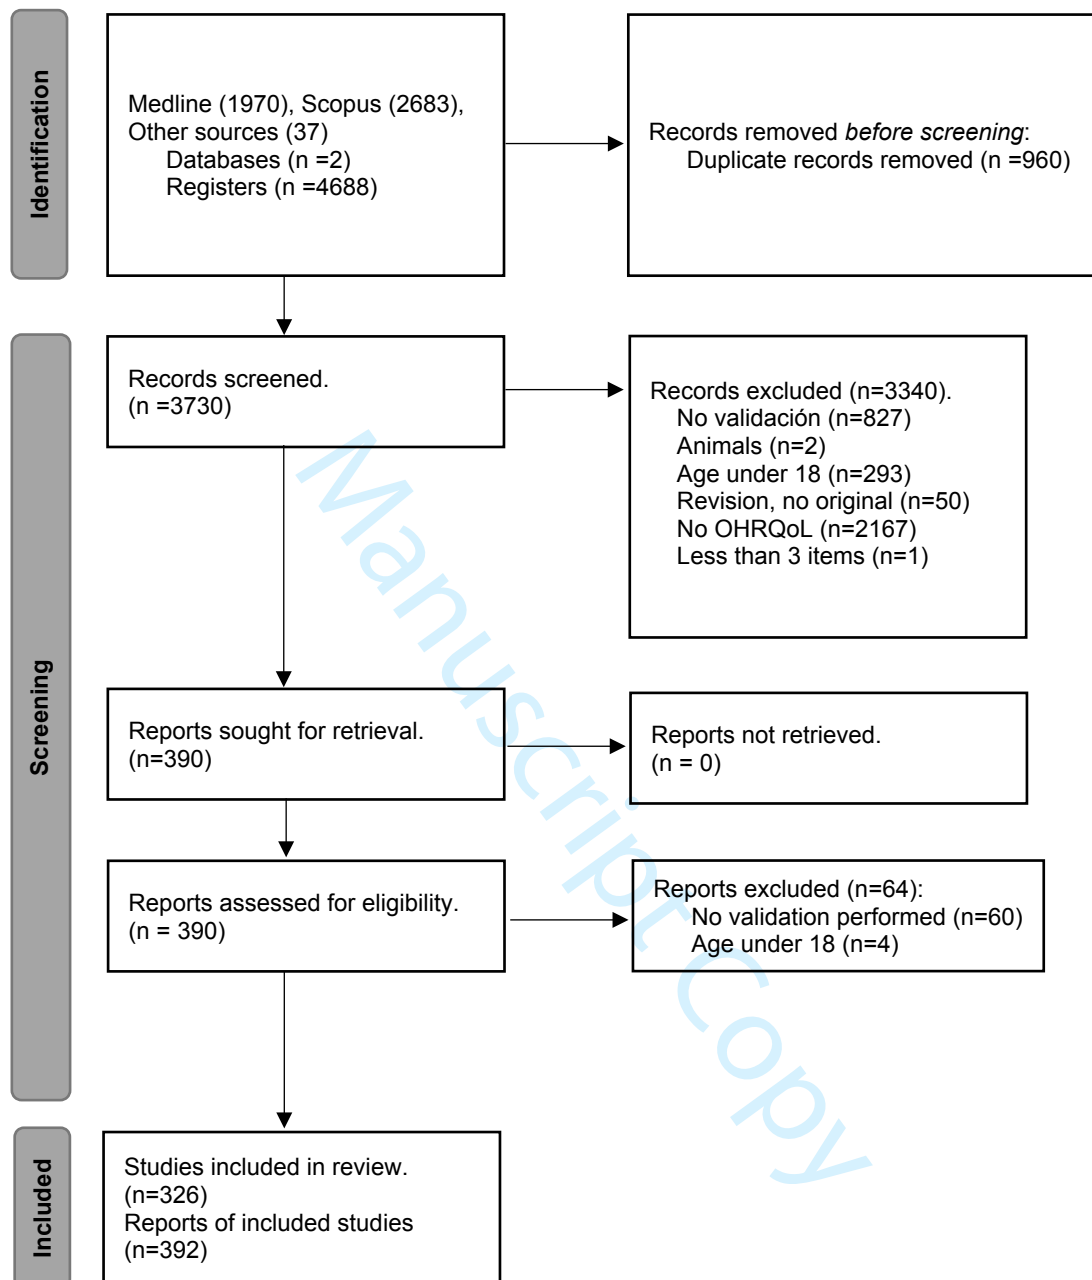 Identification
Medline (1970), Scopus (2683),
Other sources (37)
Databases (n =2)
Registers (n =4688)
Records removed before screening:
Duplicate records removed (n =960)
Screening
Records screened.
(n =3730)
Records excluded (n=3340).
No validación (n=827)
Animals (n=2)
Age under 18 (n=293)
Revision, no original (n=50)
No OHRQoL (n=2167)
Less than 3 items (n=1)
Reports sought for retrieval.
(n=390)
Reports not retrieved.
(n = 0)
Reports assessed for eligibility.
(n = 390)
Reports excluded (n=64):
No validation performed (n=60)
Age under 18 (n=4)
Included
Studies included in review.
(n=326)
Reports of included studies
(n=392)
Manuscript Copy